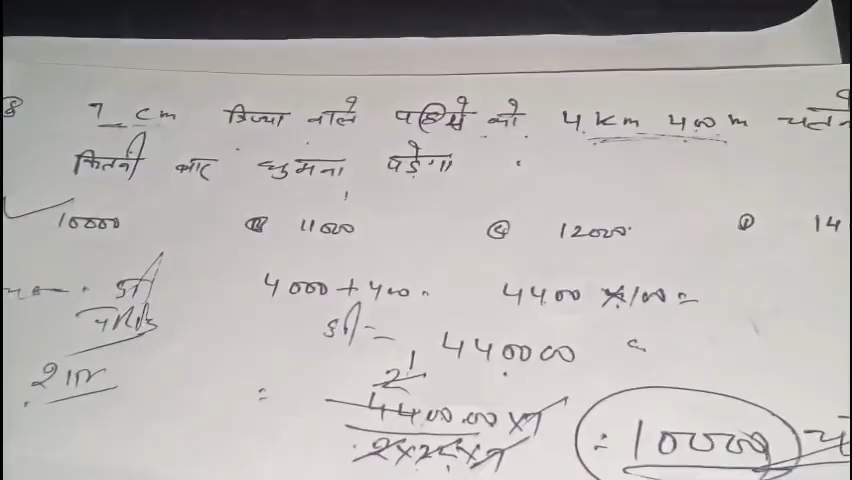 7 cm त्रिज्या वाले पहिये को 4 km 400 m चलने
कितनी बार घुमना पड़ेगा
10000 11000 12000 14
4000+400 4400×100=
दूरी= 440000
परिधि
2πr
= 440000×7
2×22×7
=10000